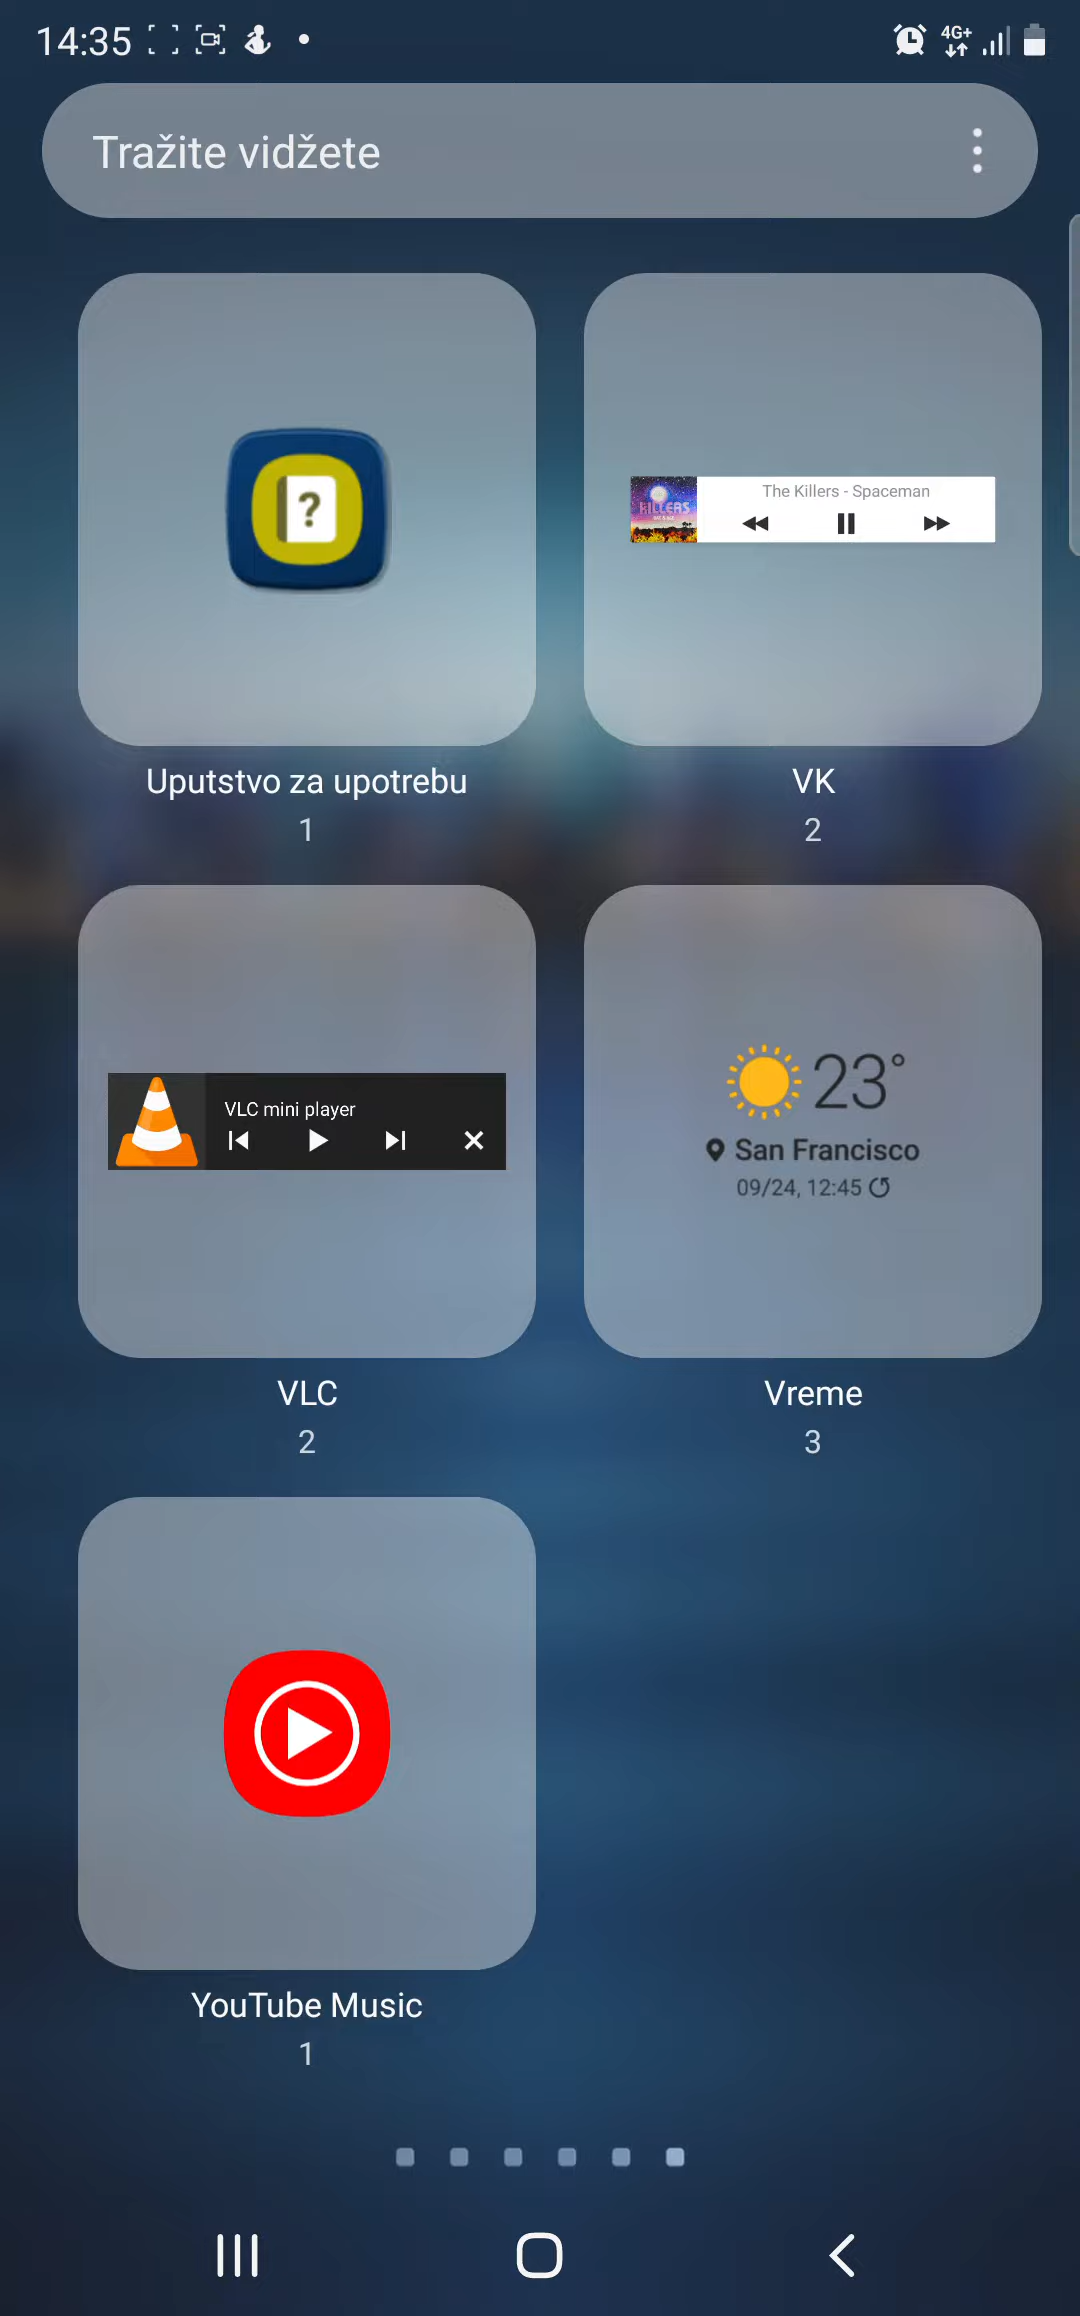 14:35
4G+
Tražite vidžete
?
The Killers - Spaceman
KILLERS
Uputstvo za upotrebu
1
VK
2
VLC mini player
23°
San Francisco
09/24, 12:45
VLC
2
Vreme
3
YouTube Music
1